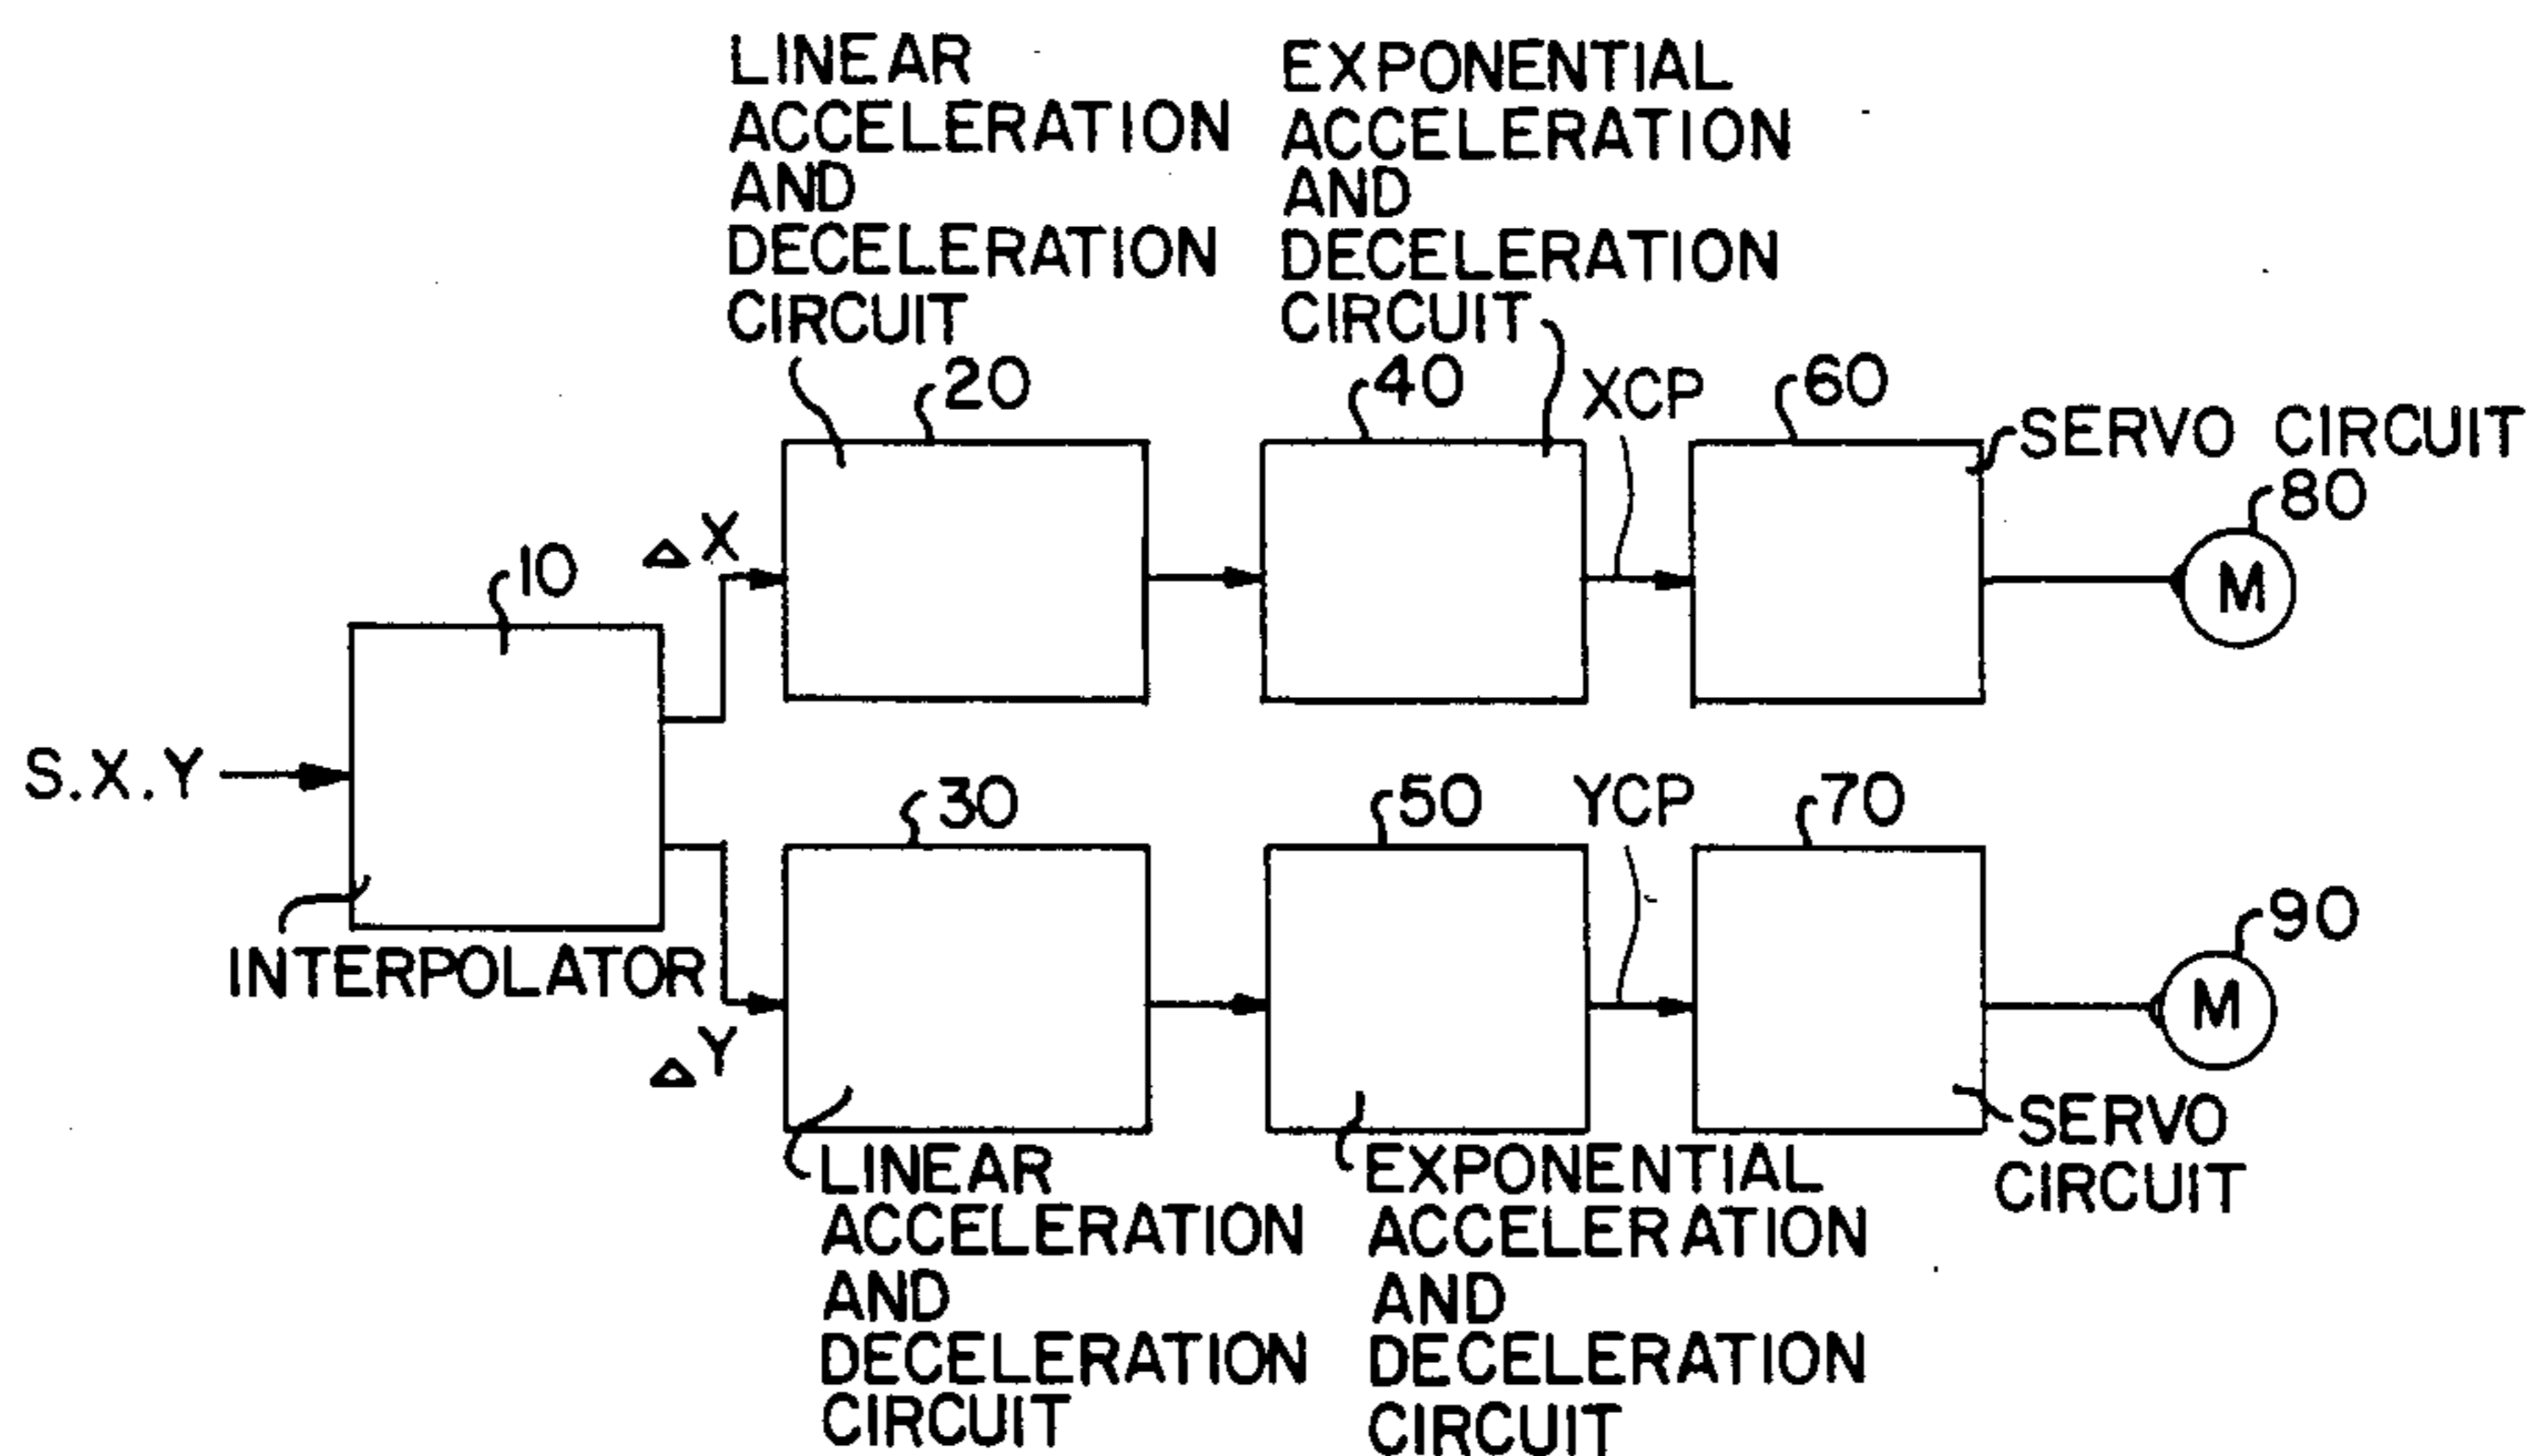 LINEAR
ACCELERATION
AND
DECELERATION
CIRCUIT
EXPONENTIAL
ACCELERATION
AND
DECELERATION
CIRCUIT
20
40
XCP
60
SERVO CIRCUIT
80
M
ΔX
10
S.X.Y
INTERPOLATOR
ΔY
30
50
YCP
70
90
M
LINEAR
ACCELERATION
AND
DECELERATION
CIRCUIT
EXPONENTIAL
ACCELERATION
AND
DECELERATION
CIRCUIT
SERVO
CIRCUIT